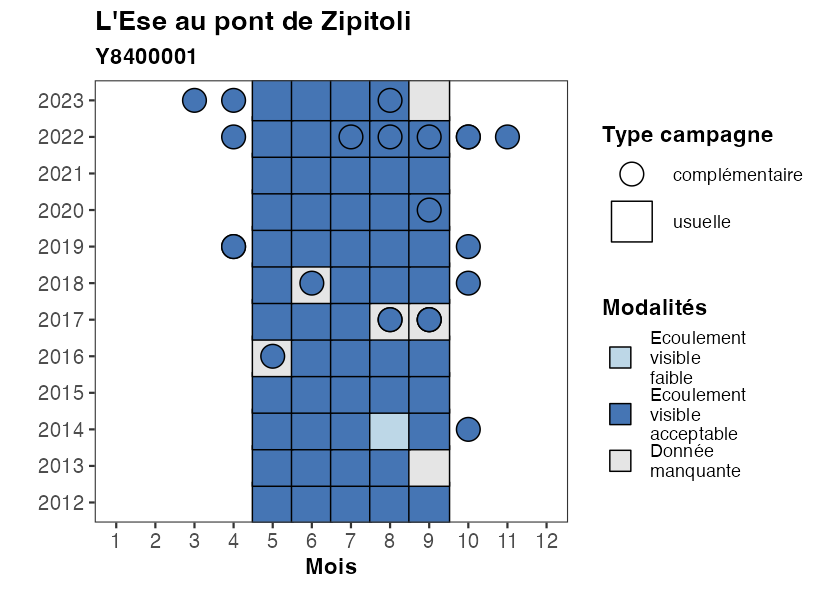 L'Ese au pont de Zipitoli
Y8400001
2023
2022
2021
2020
2019
2018
2017
2016
2015
2014
2013
2012
1 2 3 4 5 6 7 8 9 10 11 12
Mois
Type campagne
complémentaire
usuelle
Modalités
Ecoulement
visible
faible
Ecoulement
visible
acceptable
Donnée
manquante